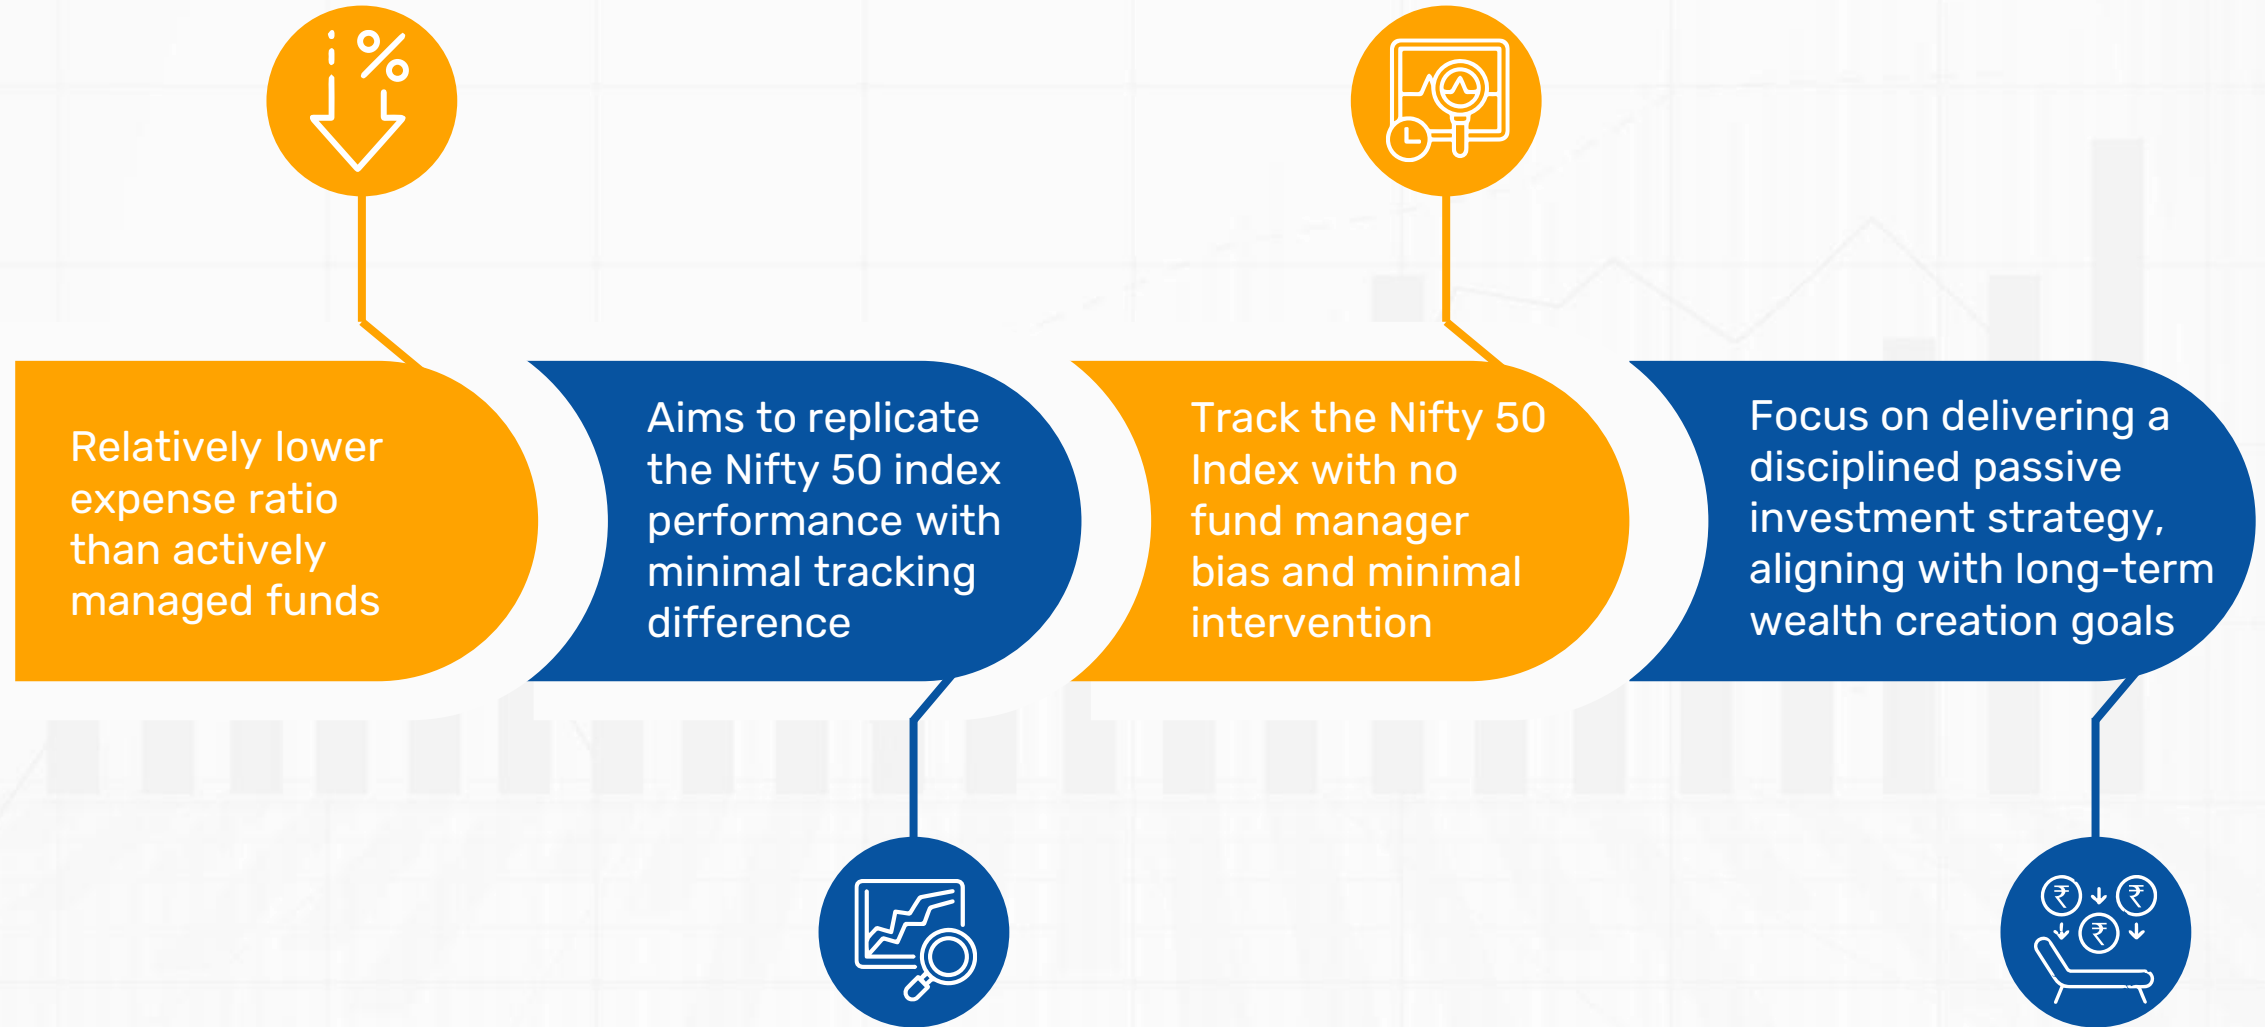 Relatively lower
expense ratio
than actively
managed funds
Aims to replicate
the Nifty 50 index
performance with
minimal tracking
difference
Track the Nifty 50
Index with no
fund manager
bias and minimal
intervention
Focus on delivering a
disciplined passive
investment strategy,
aligning with long-term
wealth creation goals
%
₹
₹
₹